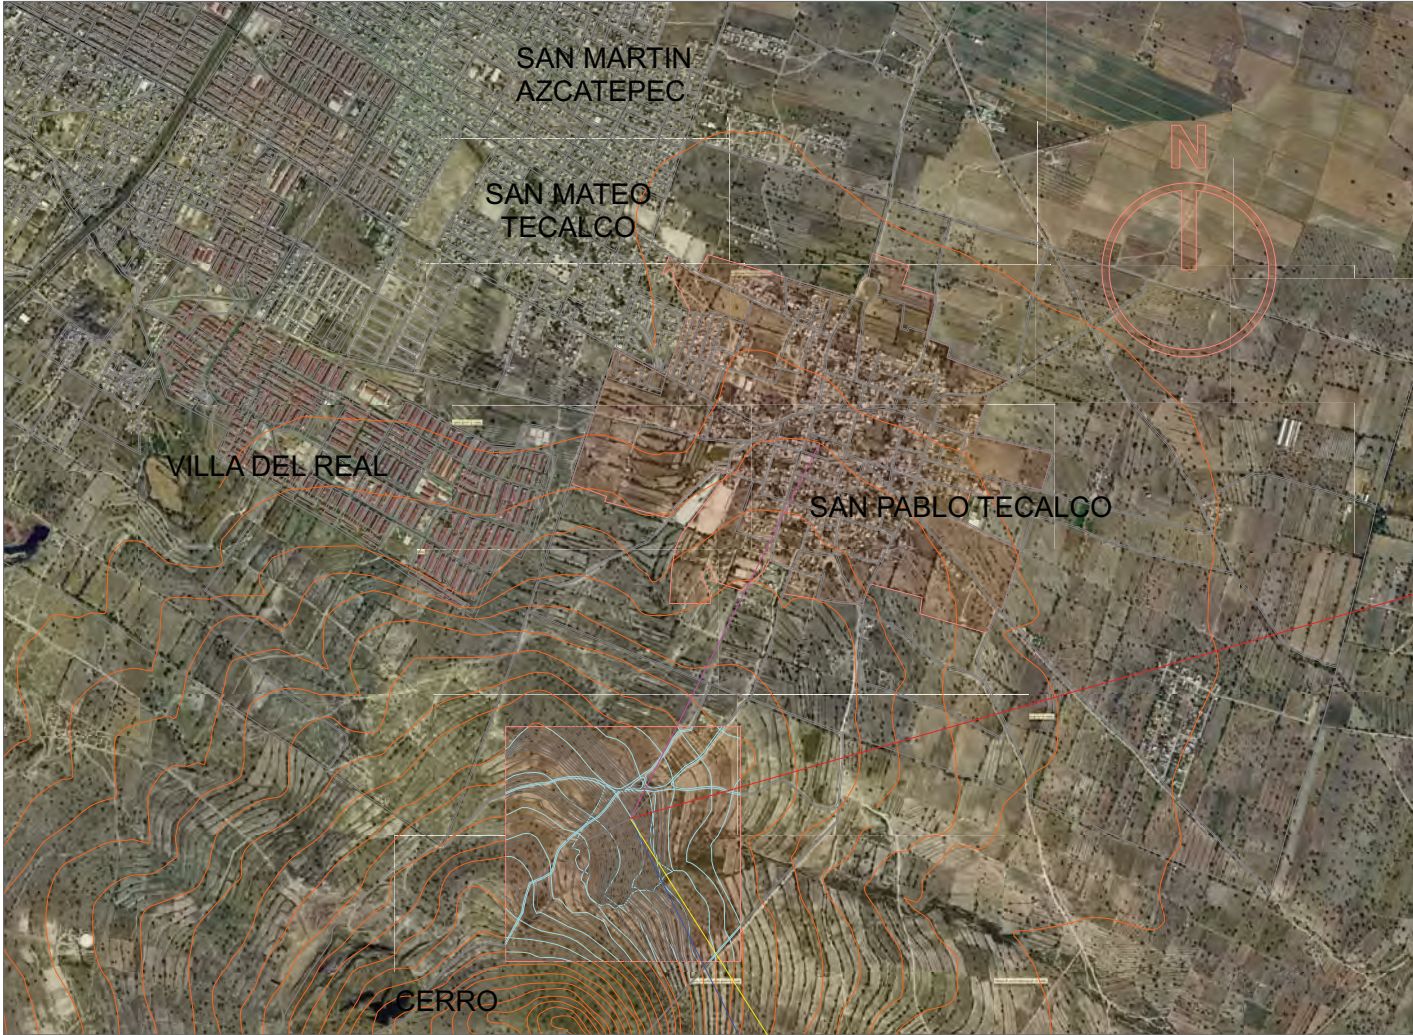 SAN MARTIN
AZCATEPEC
N
SAN MATEO
TECALCO
VILLA DEL REAL
SAN PABLO TECALCO
CERRO